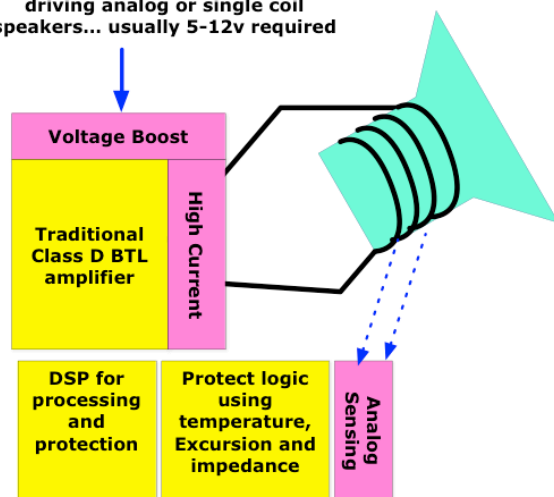 driving analog or single coil
speakers... usually 5-12v required
Voltage Boost
Traditional
Class D BTL
amplifier
High Current
DSP for
processing
and
protection
Protect logic
using
temperature,
Excursion and
impedance
Analog
Sensing